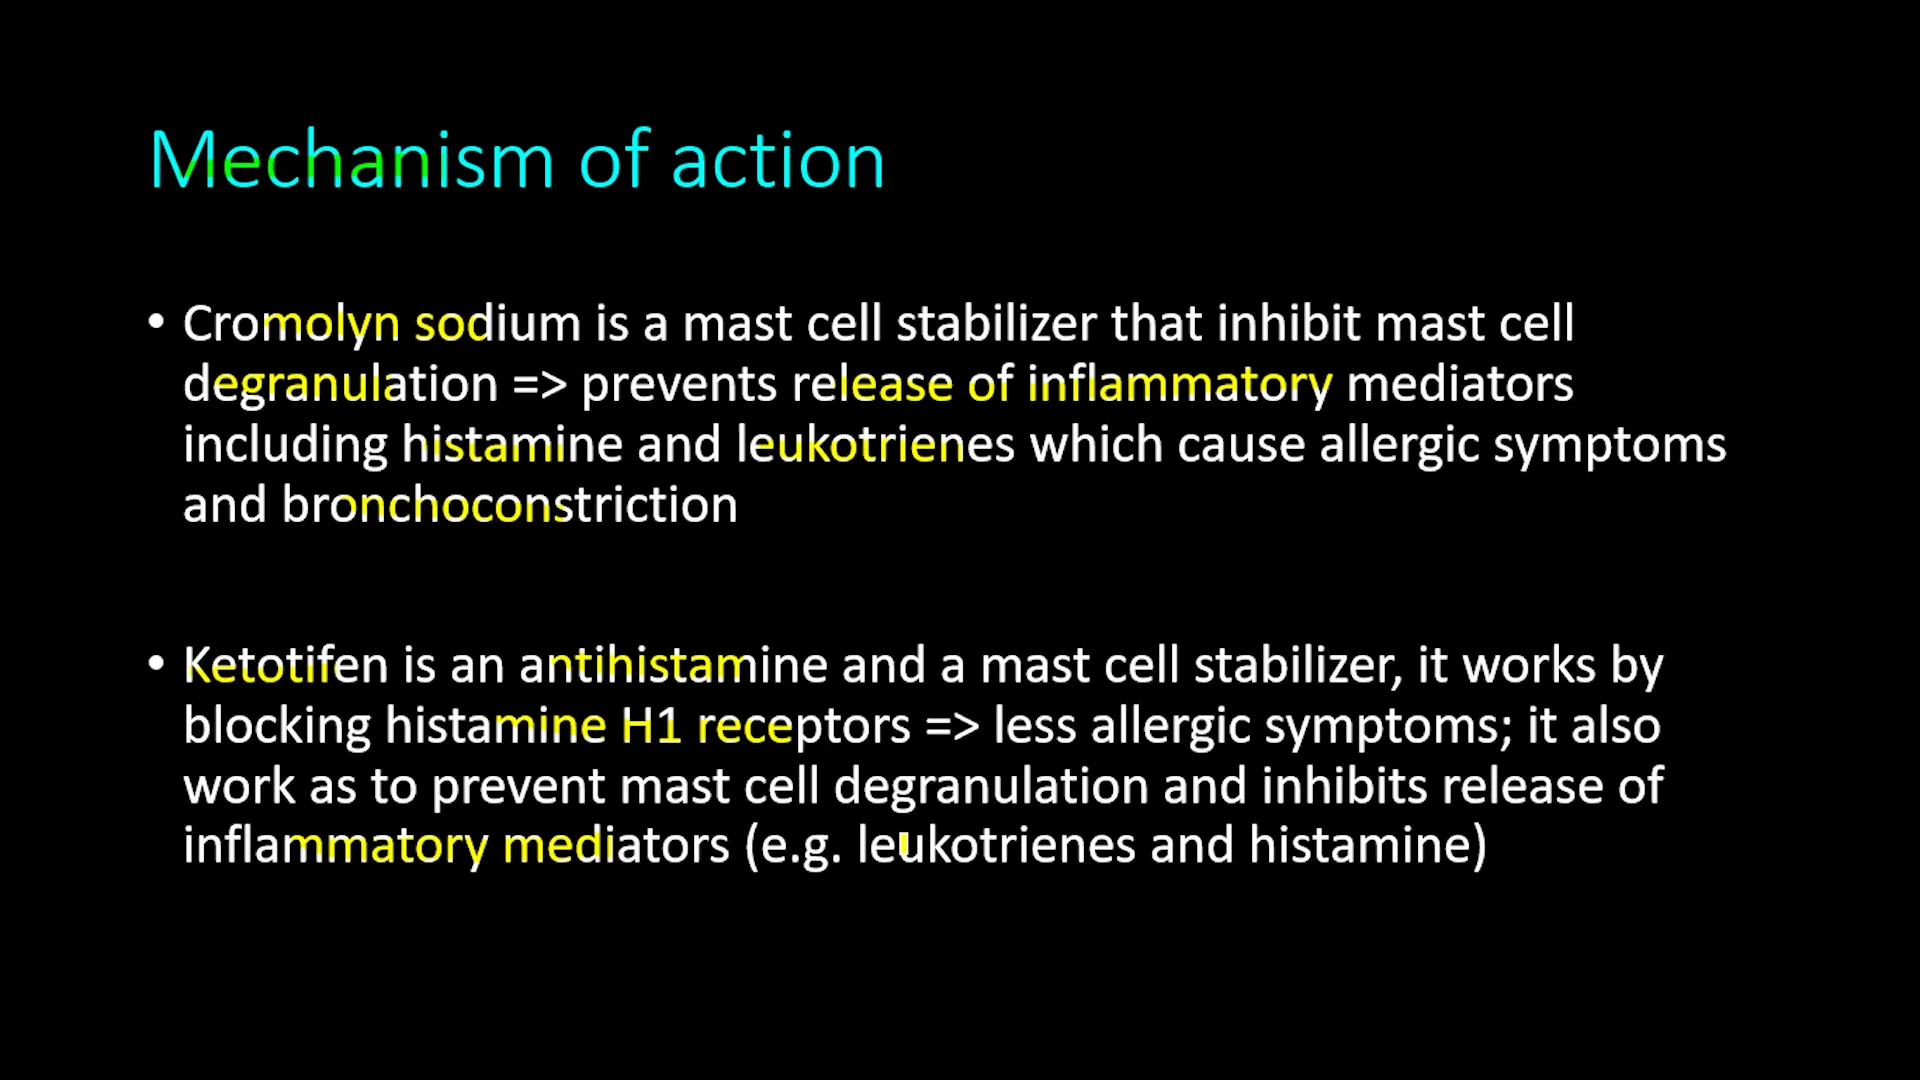 Mechanism of action
• Cromolyn sodium is a mast cell stabilizer that inhibit mast cell
degranulation => prevents release of inflammatory mediators
including histamine and leukotrienes which cause allergic symptoms
and bronchoconstriction
• Ketotifen is an antihistamine and a mast cell stabilizer, it works by
blocking histamine H1 receptors => less allergic symptoms; it also
work as to prevent mast cell degranulation and inhibits release of
inflammatory mediators (e.g. leukotrienes and histamine)